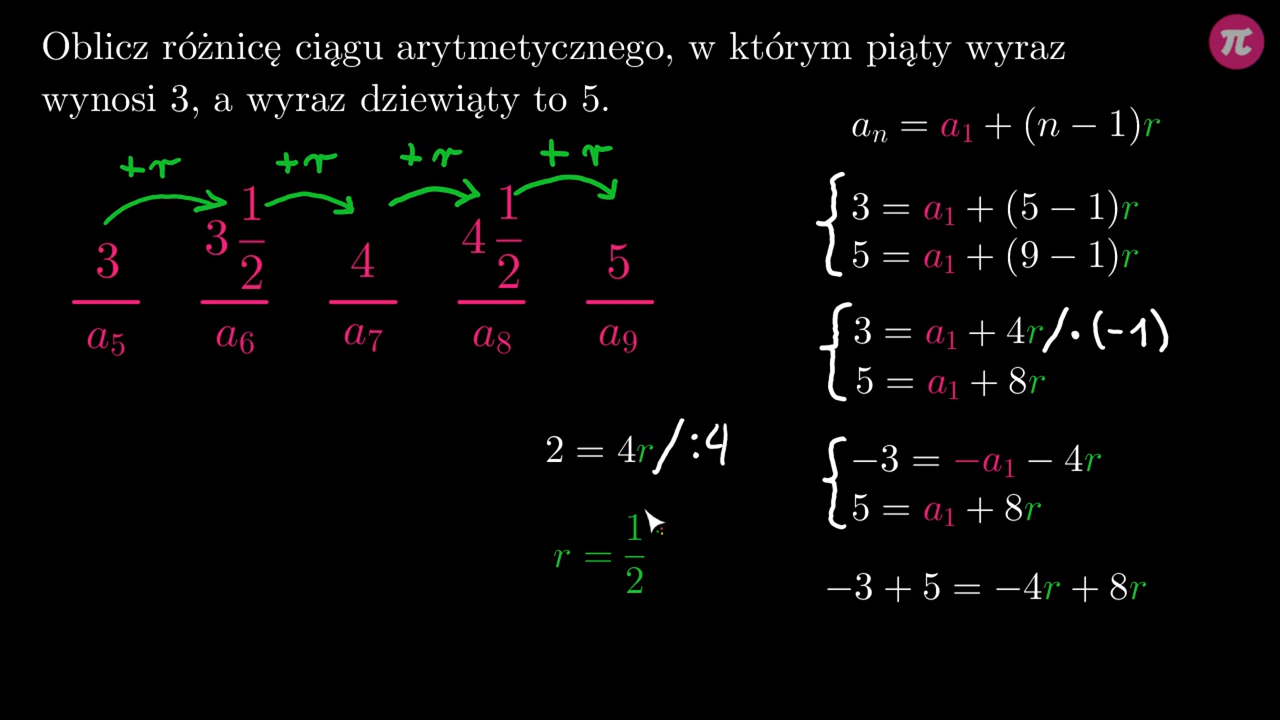 Oblicz różnicę ciągu arytmetycznego, w którym piąty wyraz
wynosi 3, a wyraz dziewiąty to 5.
+r +r +r +r
3 3 1/2 4 4 1/2 5
a₅ a₆ a₇ a₈ a₉
2 = 4r /:4
r = 1/2
π
aₙ = a₁ + (n − 1)r
3 = a₁ + (5 − 1)r
5 = a₁ + (9 − 1)r
3 = a₁ + 4r /·(−1)
5 = a₁ + 8r
−3 = −a₁ − 4r
5 = a₁ + 8r
−3 + 5 = −4r + 8r